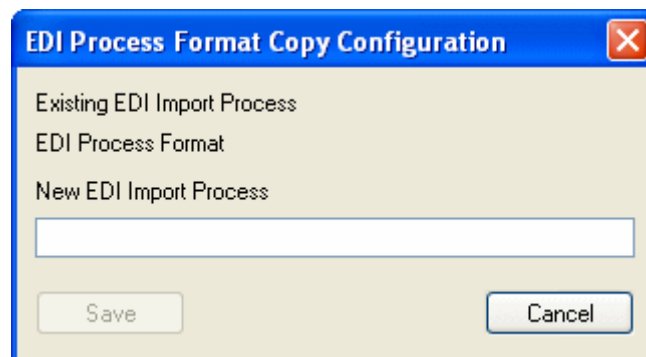 EDI Process Format Copy Configuration
Existing EDI Import Process
EDI Process Format
New EDI Import Process
Save
Cancel